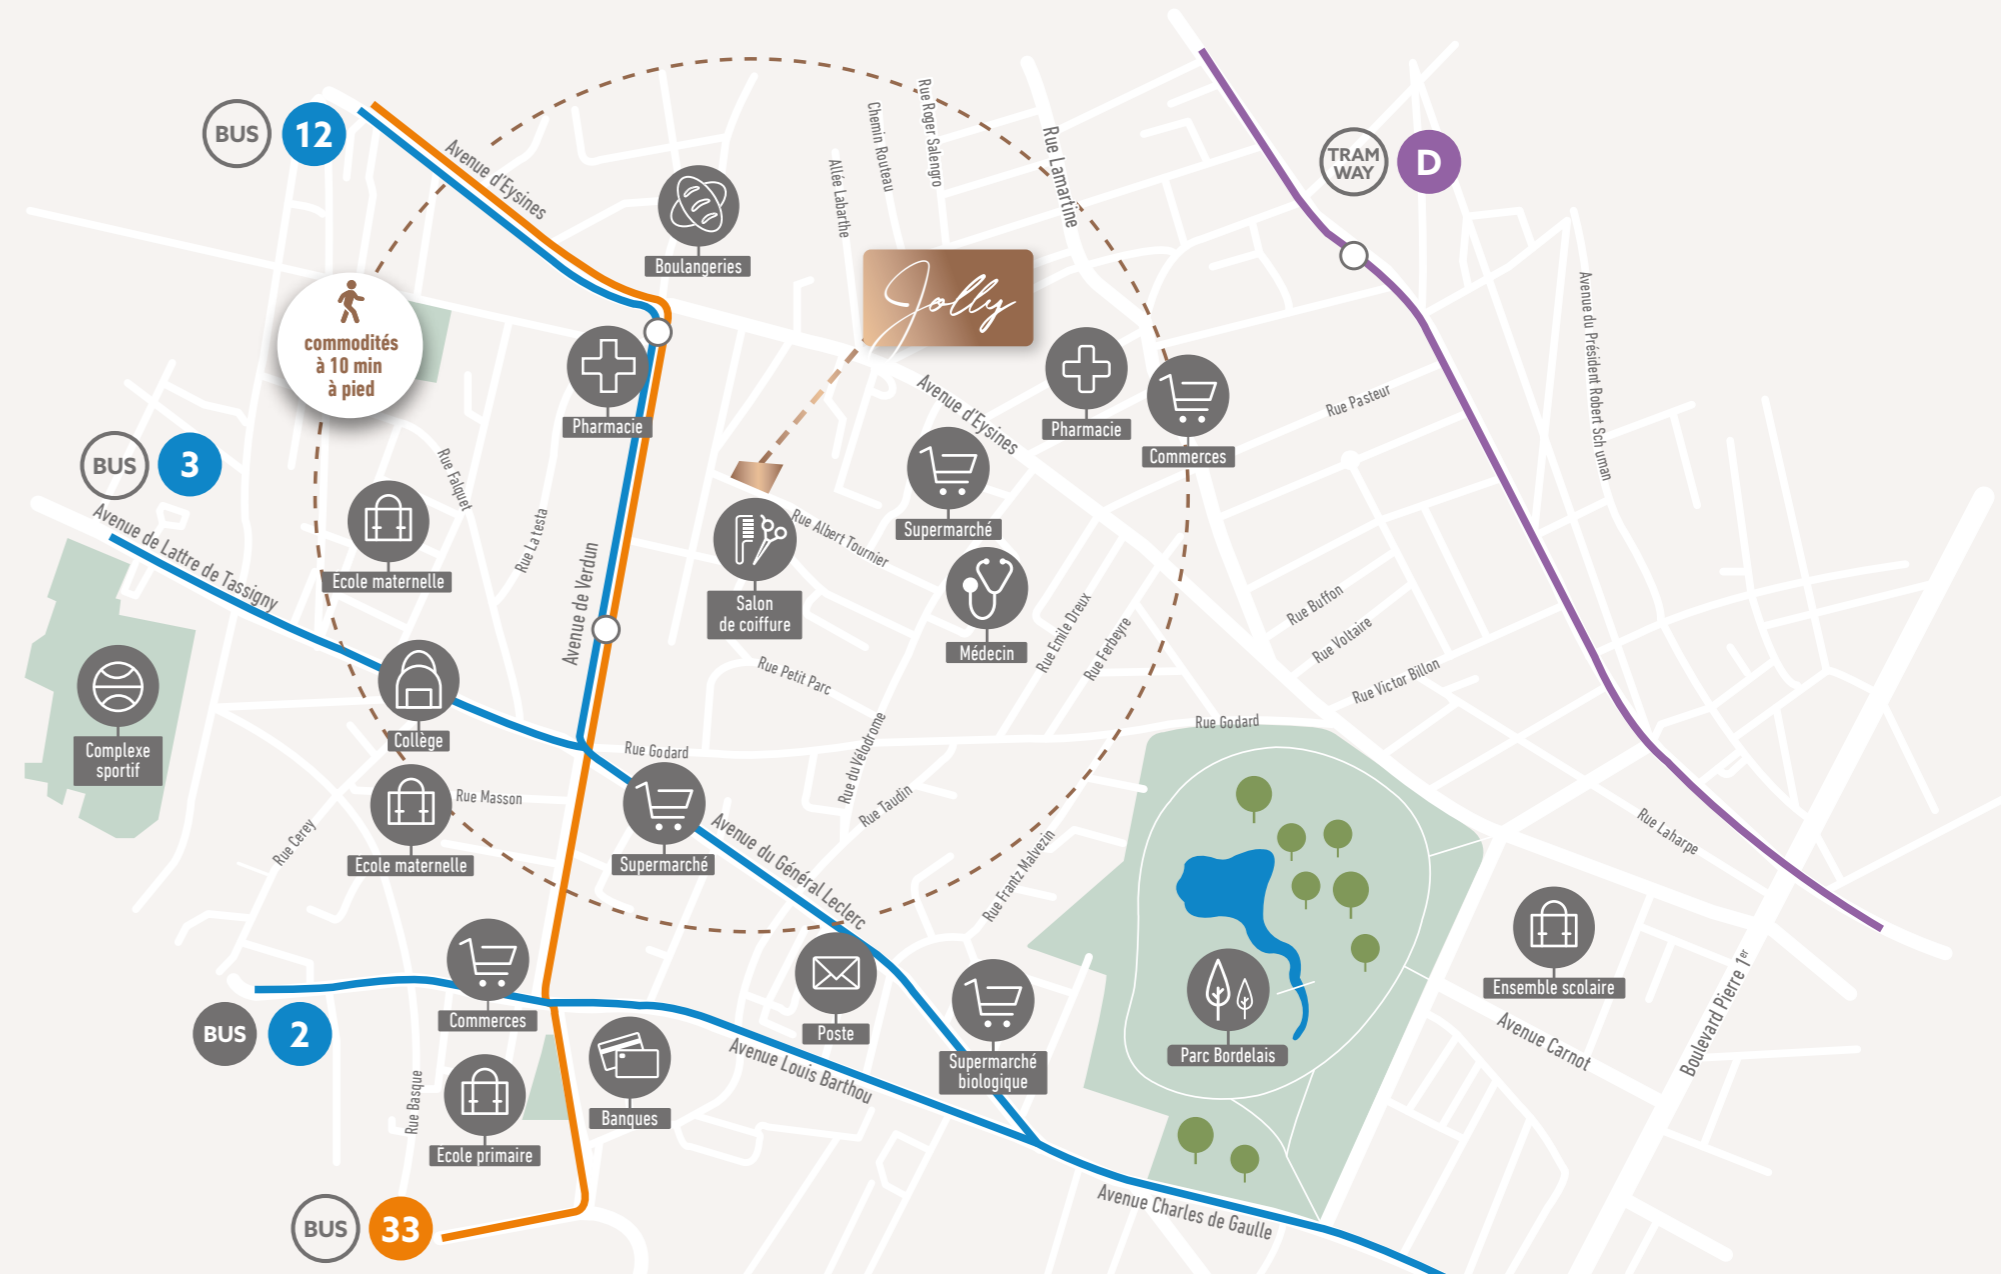 BUS 12
Avenue d'Eysines
Boulangeries
Allée Labarthe
Chemin Routeau
Rue Roger Salengro
Rue Lamartine
TRAM
WAY
D
Jolly
commodités
à 10 min
à pied
Pharmacie
Avenue d'Eysines
Pharmacie
Commerces
Rue Pasteur
Avenue du Président Robert Schuman
BUS 3
Avenue de Lattre de Tassigny
Rue Falquet
Rue La testa
Ecole maternelle
Avenue de Verdun
Rue Albert Tournier
Salon
de coiffure
Supermarché
Médecin
Rue Emile Dreux
Rue Ferbeyre
Rue Buffon
Rue Voltaire
Rue Victor Billon
Complexe
sportif
Collège
Rue Petit Parc
Rue Godard
Rue Godard
Rue du Vélodrome
Rue Taudin
Rue Masson
Rue Cerey
Ecole maternelle
Supermarché
Avenue du Général Leclerc
Rue Frantz Malvezin
Rue Laharpe
Commerces
BUS 2
Poste
Supermarché
biologique
Parc Bordelais
Ensemble scolaire
Avenue Carnot
Boulevard Pierre 1er
Avenue Louis Barthou
Banques
Rue Basque
École primaire
BUS 33
Avenue Charles de Gaulle